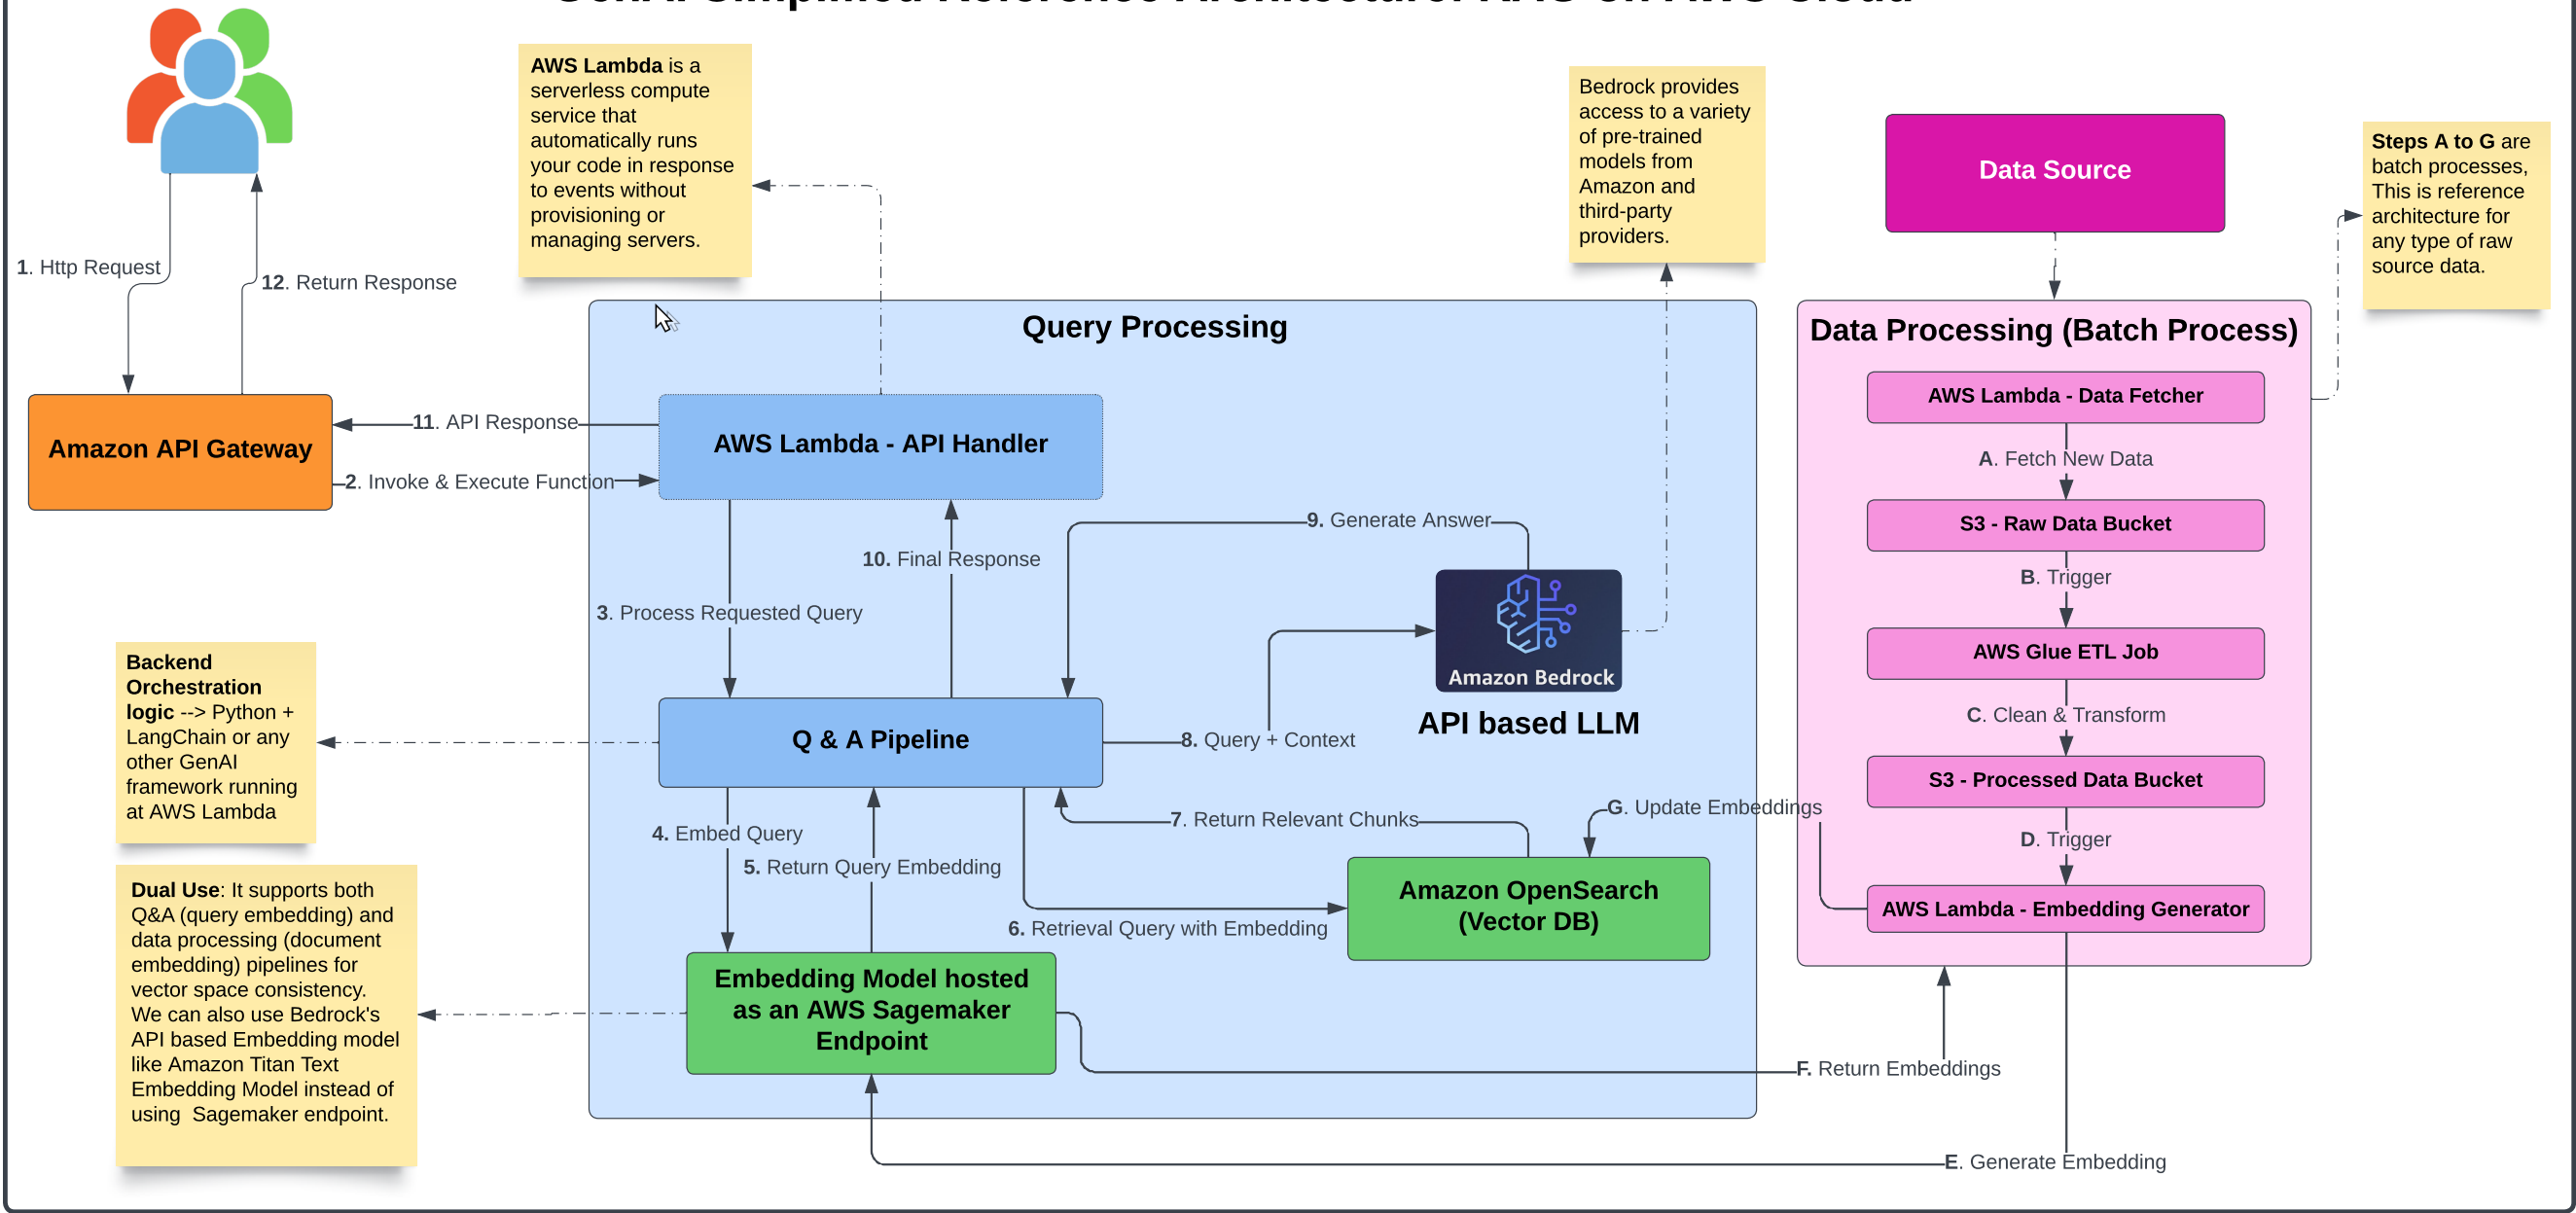 GenAI Simplified Reference Architecture: RAG on AWS Cloud
AWS Lambda is a
serverless compute
service that
automatically runs
your code in response
to events without
provisioning or
managing servers.
Bedrock provides
access to a variety
of pre-trained
models from
Amazon and
third-party
providers.
Data Source
Steps A to G are
batch processes,
This is reference
architecture for
any type of raw
source data.
1. Http Request
12. Return Response
Query Processing
Data Processing (Batch Process)
Amazon API Gateway
11. API Response
2. Invoke & Execute Function
AWS Lambda - API Handler
3. Process Requested Query
10. Final Response
9. Generate Answer
Amazon Bedrock
API based LLM
Backend
Orchestration
logic --> Python +
LangChain or any
other GenAI
framework running
at AWS Lambda
Q & A Pipeline
8. Query + Context
4. Embed Query
5. Return Query Embedding
7. Return Relevant Chunks
G. Update Embeddings
6. Retrieval Query with Embedding
Amazon OpenSearch
(Vector DB)
Dual Use: It supports both
Q&A (query embedding) and
data processing (document
embedding) pipelines for
vector space consistency.
We can also use Bedrock's
API based Embedding model
like Amazon Titan Text
Embedding Model instead of
using  Sagemaker endpoint.
Embedding Model hosted
as an AWS Sagemaker
Endpoint
AWS Lambda - Data Fetcher
A. Fetch New Data
S3 - Raw Data Bucket
B. Trigger
AWS Glue ETL Job
C. Clean & Transform
S3 - Processed Data Bucket
D. Trigger
AWS Lambda - Embedding Generator
F. Return Embeddings
E. Generate Embedding